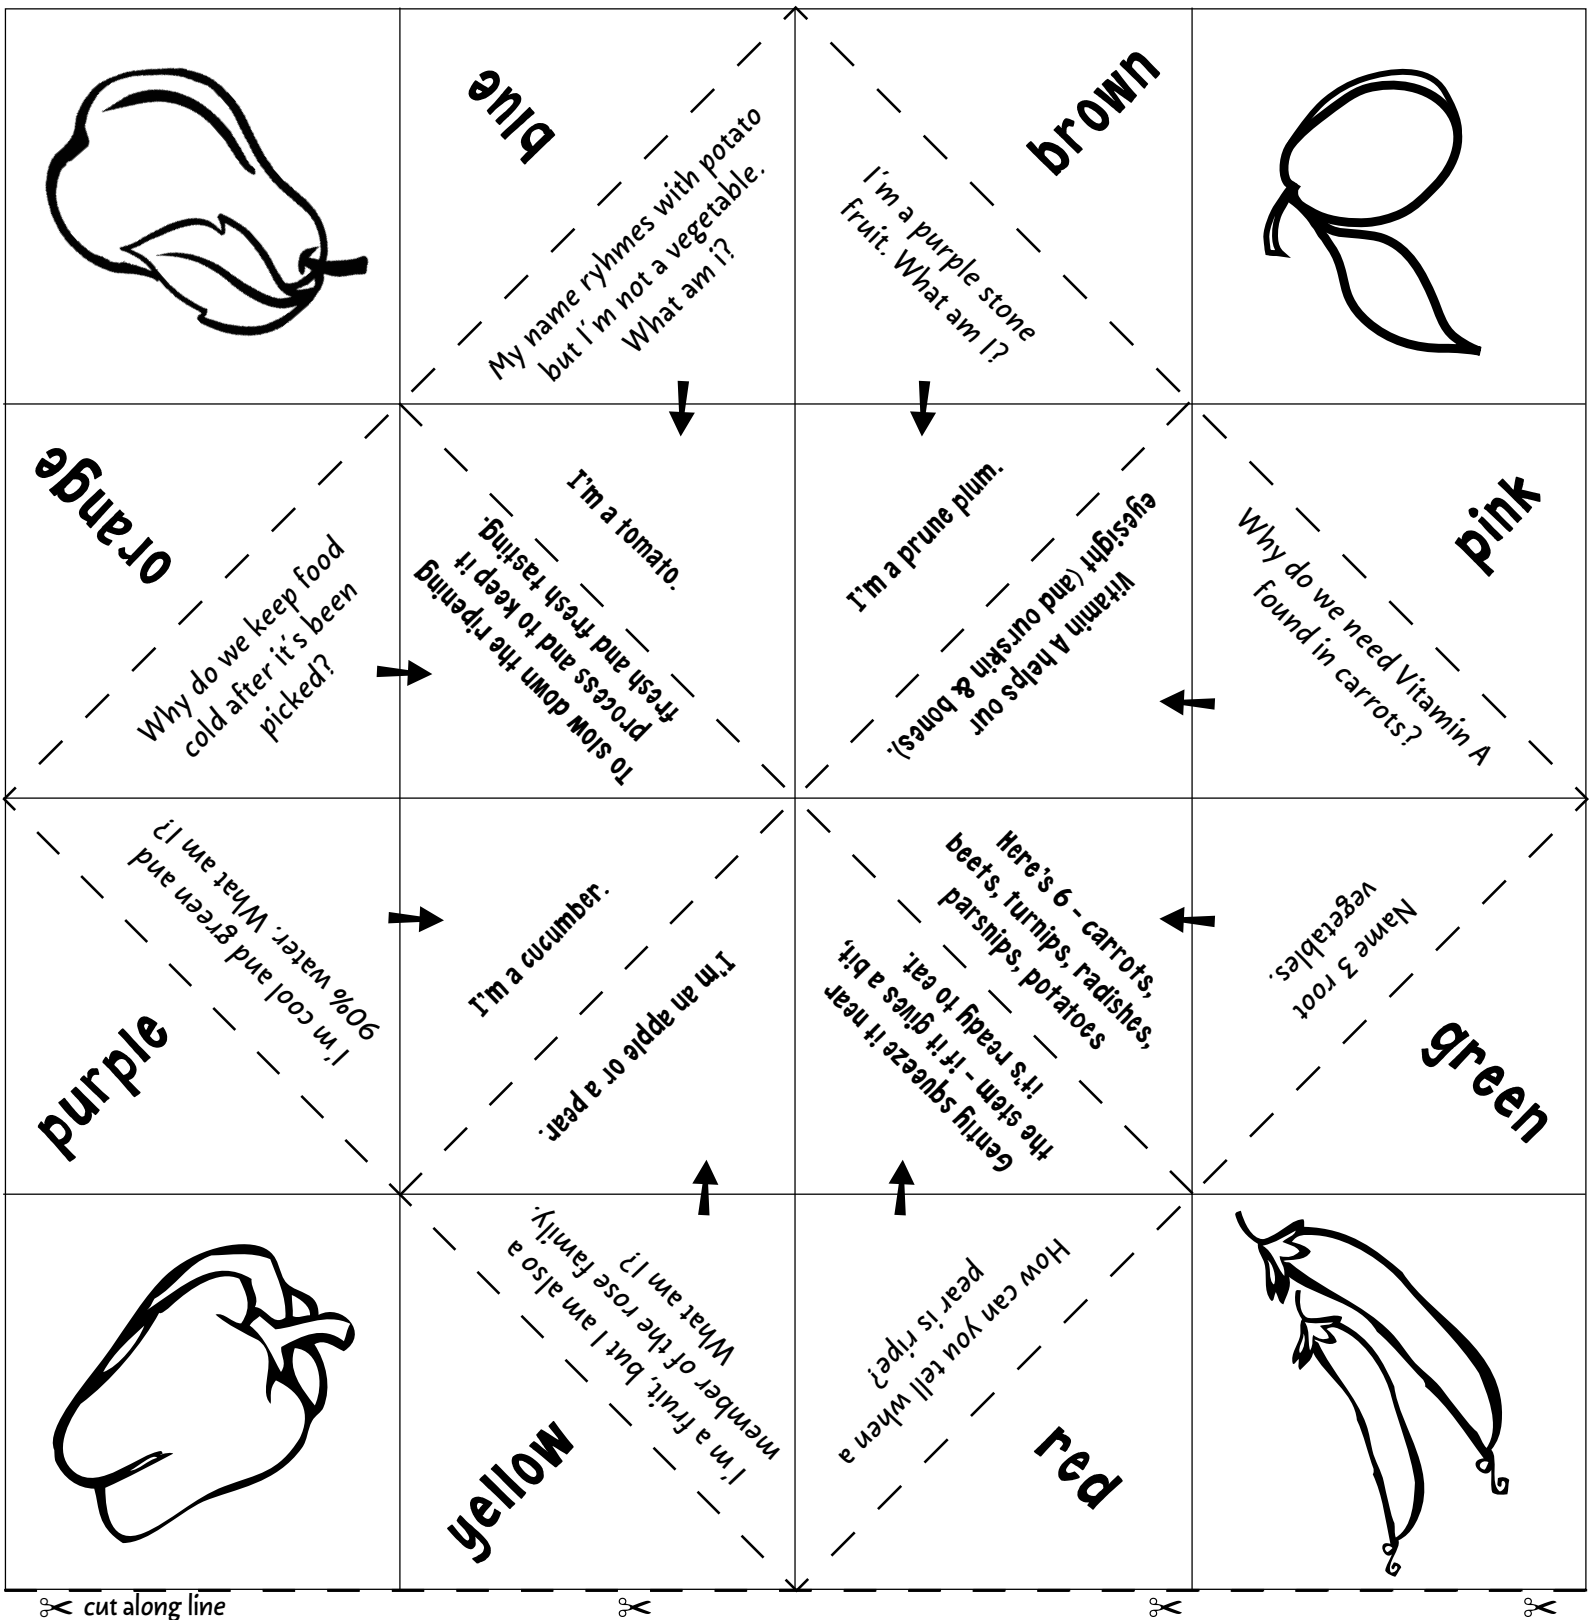 blue
My name ryhmes with potato
but I'm not a vegetable.
What am i?
brown
I'm a purple stone
fruit. What am I?
orange
Why do we keep food
cold after it's been
picked?
I'm a tomato.
To slow down the ripening
process and to keep it
fresh and fresh tasting.
I'm a prune plum.
Vitamin A helps our
eyesight (and ourskin & bones).
pink
Why do we need Vitamin A
found in carrots?
purple
I'm cool and green and
90% water. What am I?
I'm a cucumber.
I'm an apple or a pear.
Here's 6 - carrots,
beets, turnips, radishes,
parsnips, potatoes
Gently squeeze it near
the stem - if it gives a bit,
it's ready to eat.
Name 3 root
vegetables.
green
yellow
I'm a fruit, but I am also a
member of the rose family.
What am I?
How can you tell when a
pear is ripe?
red
cut along line